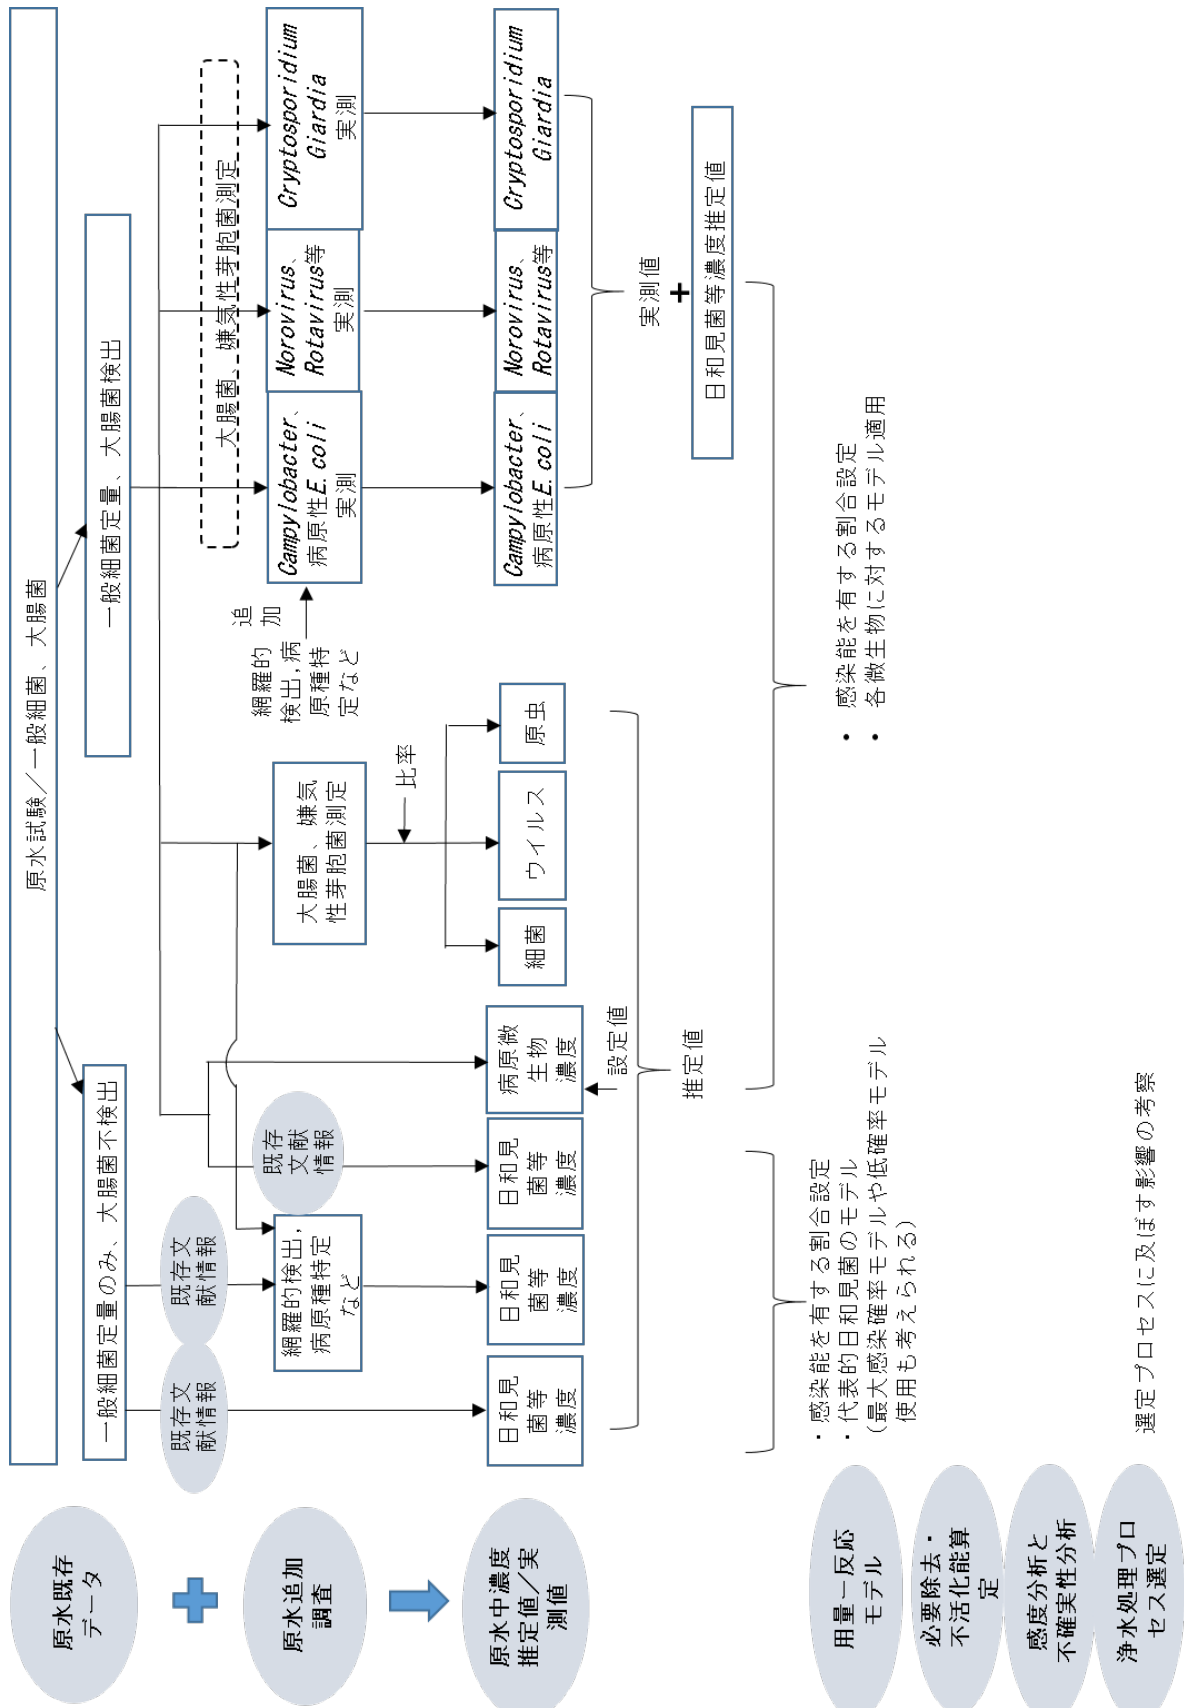 原水既存
データ
原水試験／一般細菌、大腸菌
一般細菌定量のみ、大腸菌不検出
一般細菌定量、大腸菌検出
原水追加
調査
既存文
献情報
既存文
献情報
既存
文献
情報
網羅的検出,
病原種特定
など
大腸菌、嫌気
性芽胞菌測定
比率
大腸菌、嫌気性芽胞菌測定
追加
網羅的
検出,病
原種特
定など
Campylobacter、
病原性E.coli
実測
Norovirus、
Rotavirus等
実測
Cryptosporidium
Giardia
実測
原水中濃度
推定値/実
測値
日和見
菌等
濃度
日和見
菌等
濃度
日和見
菌等
濃度
病原微
生物
濃度
設定値
細菌
ウイルス
原虫
Campylobacter、
病原性E.coli
Norovirus、
Rotavirus等
Cryptosporidium
Giardia
推定値
実測値
+
日和見菌等濃度推定値
用量ー反応
モデル
・感染能を有する割合設定
・代表的日和見菌のモデル
(最大感染確率モデルや低確率モデル
使用も考えられる)
・ 感染能を有する割合設定
・ 各微生物に対するモデル適用
必要除去・
不活化能算
定
感度分析と
不確実性分析
浄水処理プロ
セス選定
選定プロセスに及ぼす影響の考察